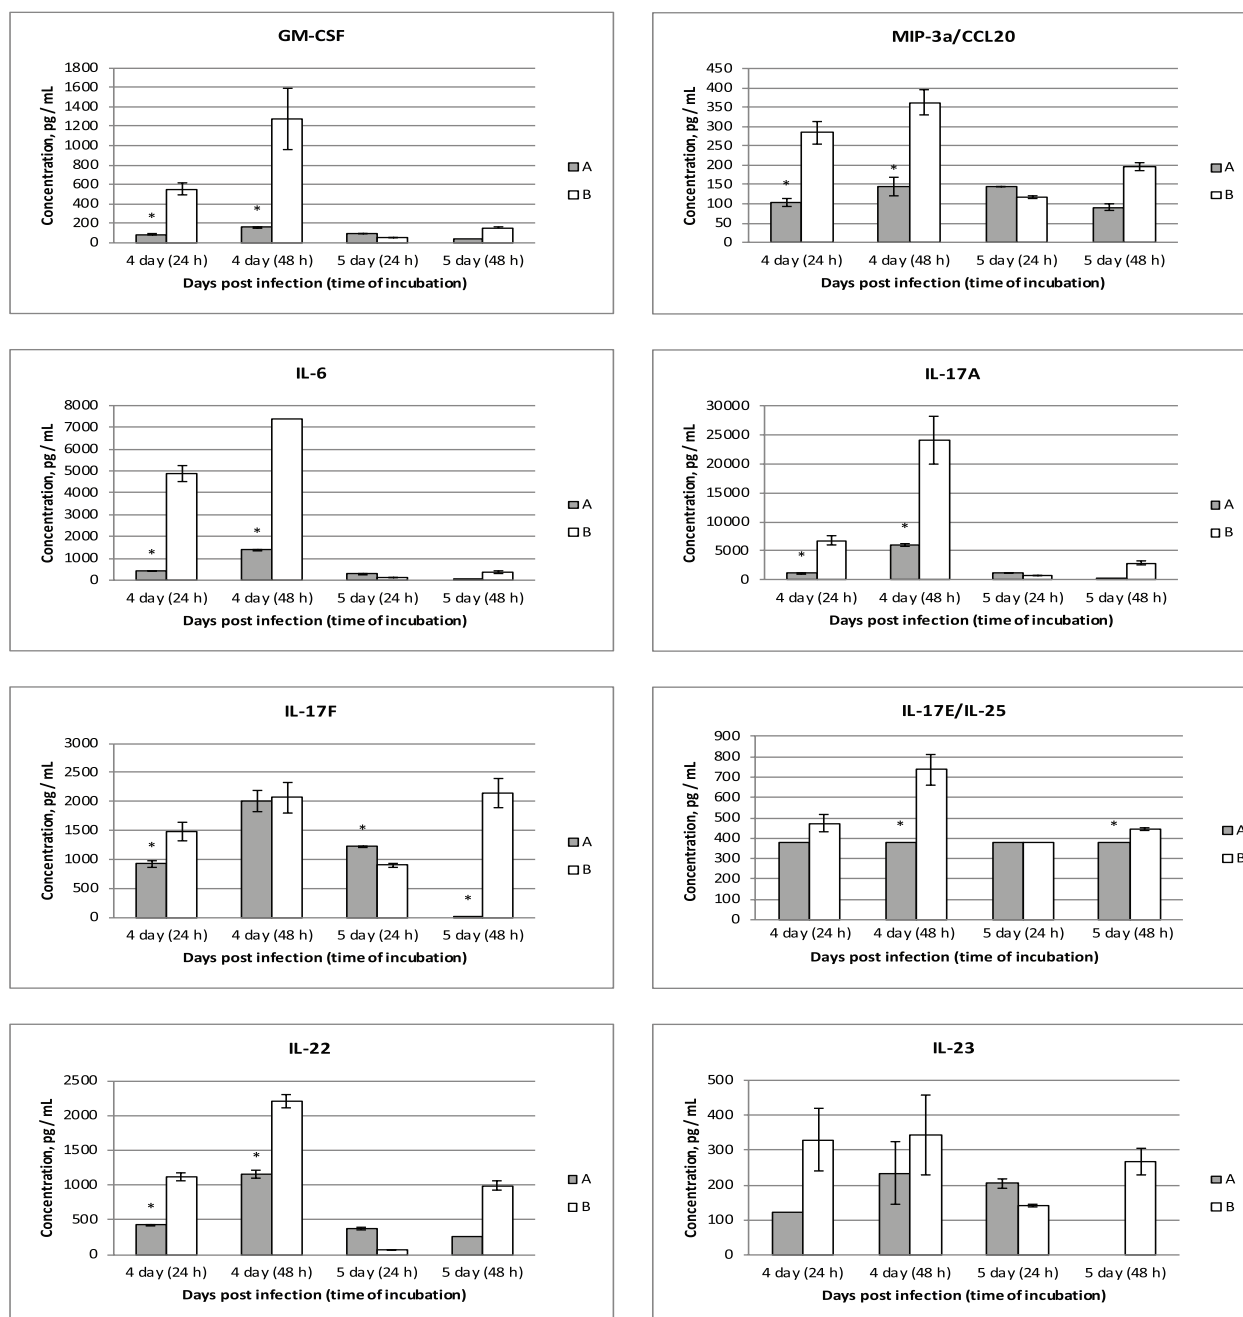 GM-CSF
Concentration, pg / mL
1800
1600
1400
1200
1000
800
600
400
200
0
*
*
4 day (24 h) 4 day (48 h) 5 day (24 h) 5 day (48 h)
Days post infection (time of incubation)
A
B
MIP-3a/CCL20
Concentration, pg / mL
450
400
350
300
250
200
150
100
50
0
*
*
4 day (24 h) 4 day (48 h) 5 day (24 h) 5 day (48 h)
Days post infection (time of incubation)
A
B
IL-6
Concentration, pg / mL
8000
7000
6000
5000
4000
3000
2000
1000
0
*
*
4 day (24 h) 4 day (48 h) 5 day (24 h) 5 day (48 h)
Days post infection (time of incubation)
A
B
IL-17A
Concentration, pg / mL
30000
25000
20000
15000
10000
5000
0
*
*
4 day (24 h) 4 day (48 h) 5 day (24 h) 5 day (48 h)
Days post infection (time of incubation)
A
B
IL-17F
Concentration, pg / mL
3000
2500
2000
1500
1000
500
0
*
*
*
4 day (24 h) 4 day (48 h) 5 day (24 h) 5 day (48 h)
Days post infection (time of incubation)
A
B
IL-17E/IL-25
Concentration, pg / mL
900
800
700
600
500
400
300
200
100
0
*
*
4 day (24 h) 4 day (48 h) 5 day (24 h) 5 day (48 h)
Days post infection (time of incubation)
A
B
IL-22
Concentration, pg / mL
2500
2000
1500
1000
500
0
*
*
4 day (24 h) 4 day (48 h) 5 day (24 h) 5 day (48 h)
Days post infection (time of incubation)
A
B
IL-23
Concentration, pg / mL
500
400
300
200
100
0
4 day (24 h) 4 day (48 h) 5 day (24 h) 5 day (48 h)
Days post infection (time of incubation)
A
B